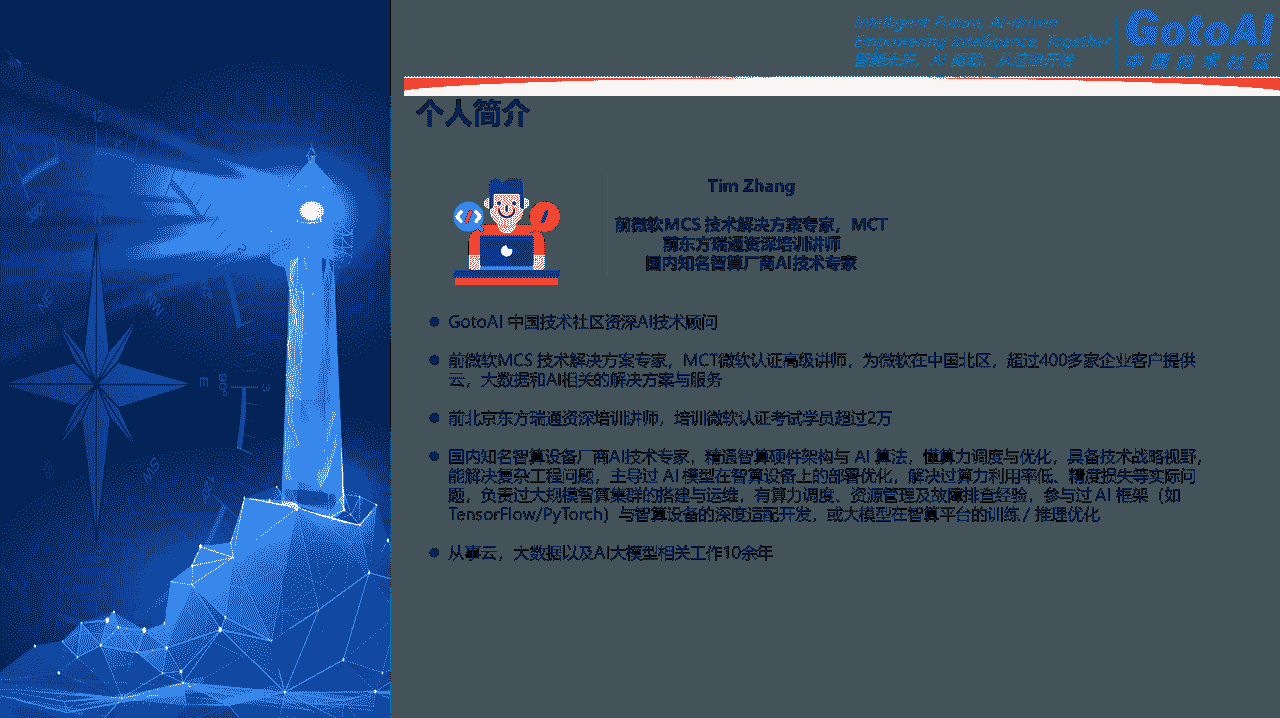 Intelligent Future, AI-driven
Empowering Intelligence, Together
智能未来，AI 驱动，从这里开始
GotoAI
中国技术社区
个人简介
Tim Zhang
前微软MCS 技术解决方案专家，MCT
前东方瑞通资深培训讲师
国内知名智算厂商AI技术专家
GotoAI 中国技术社区资深AI技术顾问
前微软MCS 技术解决方案专家，MCT微软认证高级讲师，为微软在中国北区，超过400多家企业客户提供
云，大数据和AI相关的解决方案与服务
前北京东方瑞通资深培训讲师，培训微软认证考试学员超过2万
国内知名智算设备厂商AI技术专家，精通智算硬件架构与 AI 算法，懂算力调度与优化，具备技术战略视野，
能解决复杂工程问题，主导过 AI 模型在智算设备上的部署优化，解决过算力利用率低、精度损失等实际问
题，负责过大规模智算集群的搭建与运维，有算力调度、资源管理及故障排查经验，参与过 AI 框架（如
TensorFlow/PyTorch）与智算设备的深度适配开发，或大模型在智算平台的训练 / 推理优化
从事云，大数据以及AI大模型相关工作10余年
12
NE
NW
E
90°
3
SW
120°